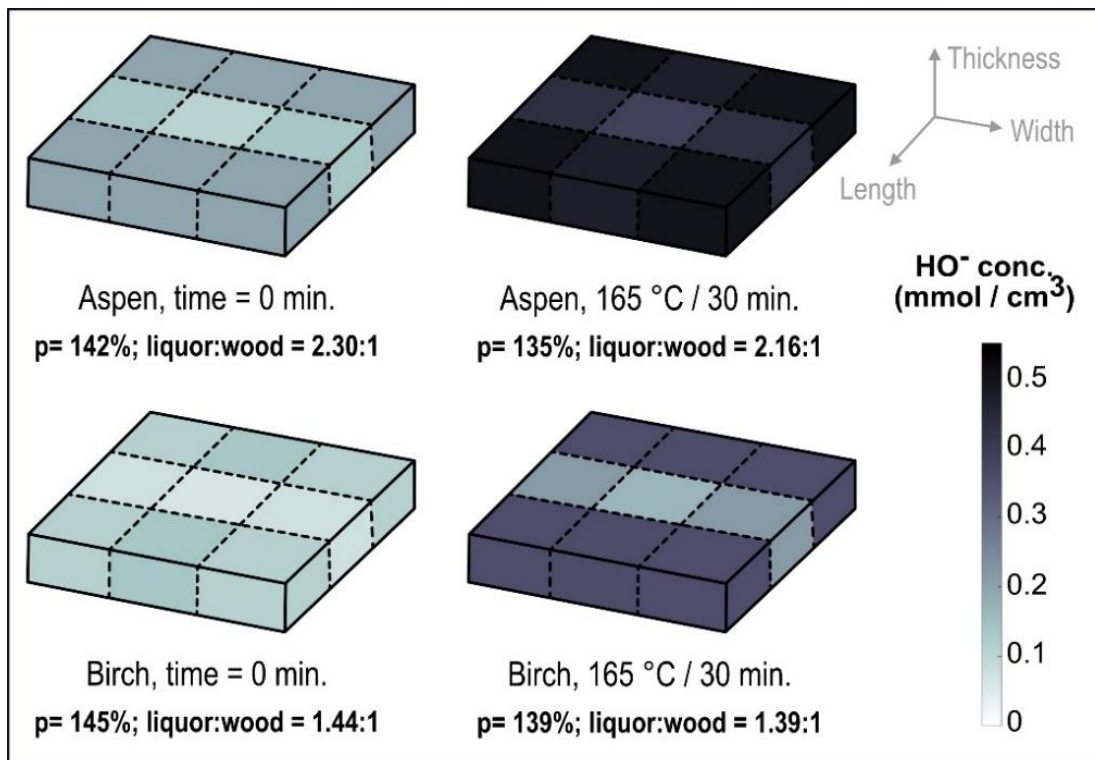 Thickness
Width
Length
Aspen, time = 0 min.
p= 142%; liquor:wood = 2.30:1
Aspen, 165 °C / 30 min.
p= 135%; liquor:wood = 2.16:1
HO⁻ conc.
(mmol / cm³)
0.5
0.4
0.3
0.2
0.1
0
Birch, time = 0 min.
p= 145%; liquor:wood = 1.44:1
Birch, 165 °C / 30 min.
p= 139%; liquor:wood = 1.39:1